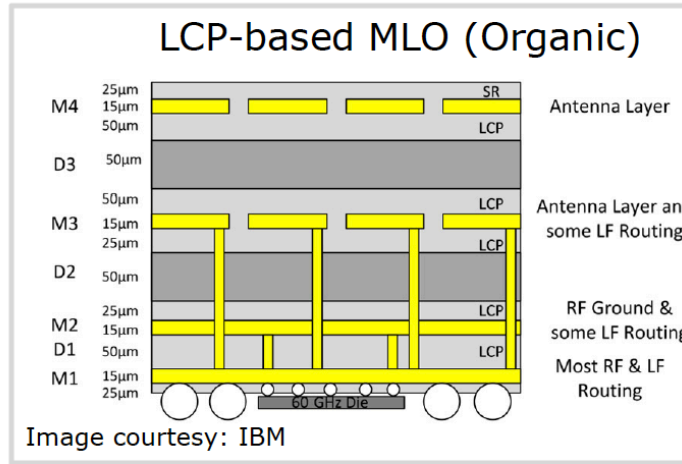 LCP-based MLO (Organic)
25µm SR
M4 15µm Antenna Layer
50µm LCP
D3 50µm
50µm LCP
M3 15µm Antenna Layer an
some LF Routing
25µm LCP
D2 50µm
25µm LCP RF Ground &
M2 15µm some LF Routing
D1 50µm LCP
Most RF & LF
M1 15µm Routing
25µm
60 GHz Die
Image courtesy: IBM